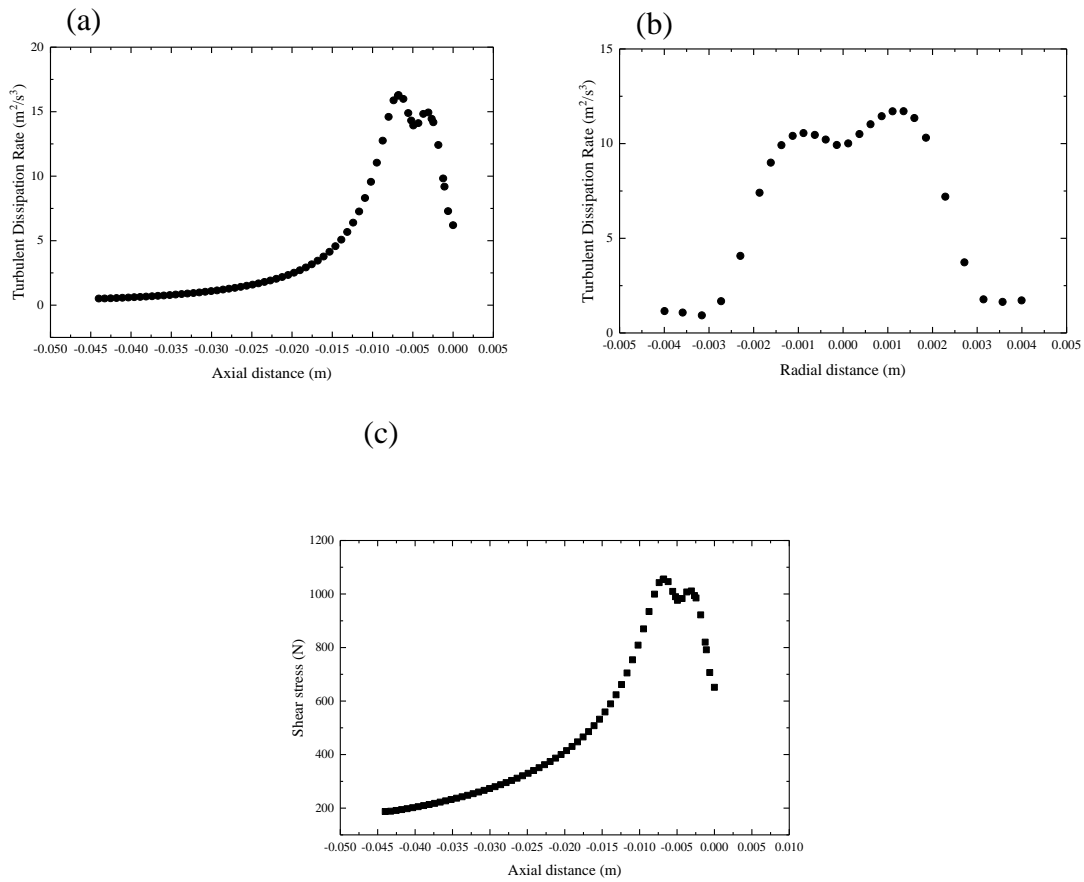 (a)
20
15
10
5
0
Turbulent Dissipation Rate (m²/s³)
-0.050 -0.045 -0.040 -0.035 -0.030 -0.025 -0.020 -0.015 -0.010 -0.005 0.000 0.005
Axial distance (m)
(b)
15
10
5
0
Turbulent Dissipation Rate (m²/s³)
-0.005 -0.004 -0.003 -0.002 -0.001 0.000 0.001 0.002 0.003 0.004 0.005
Radial distance (m)
(c)
1200
1000
800
600
400
200
Shear stress (N)
-0.050 -0.045 -0.040 -0.035 -0.030 -0.025 -0.020 -0.015 -0.010 -0.005 0.000 0.005 0.010
Axial distance (m)